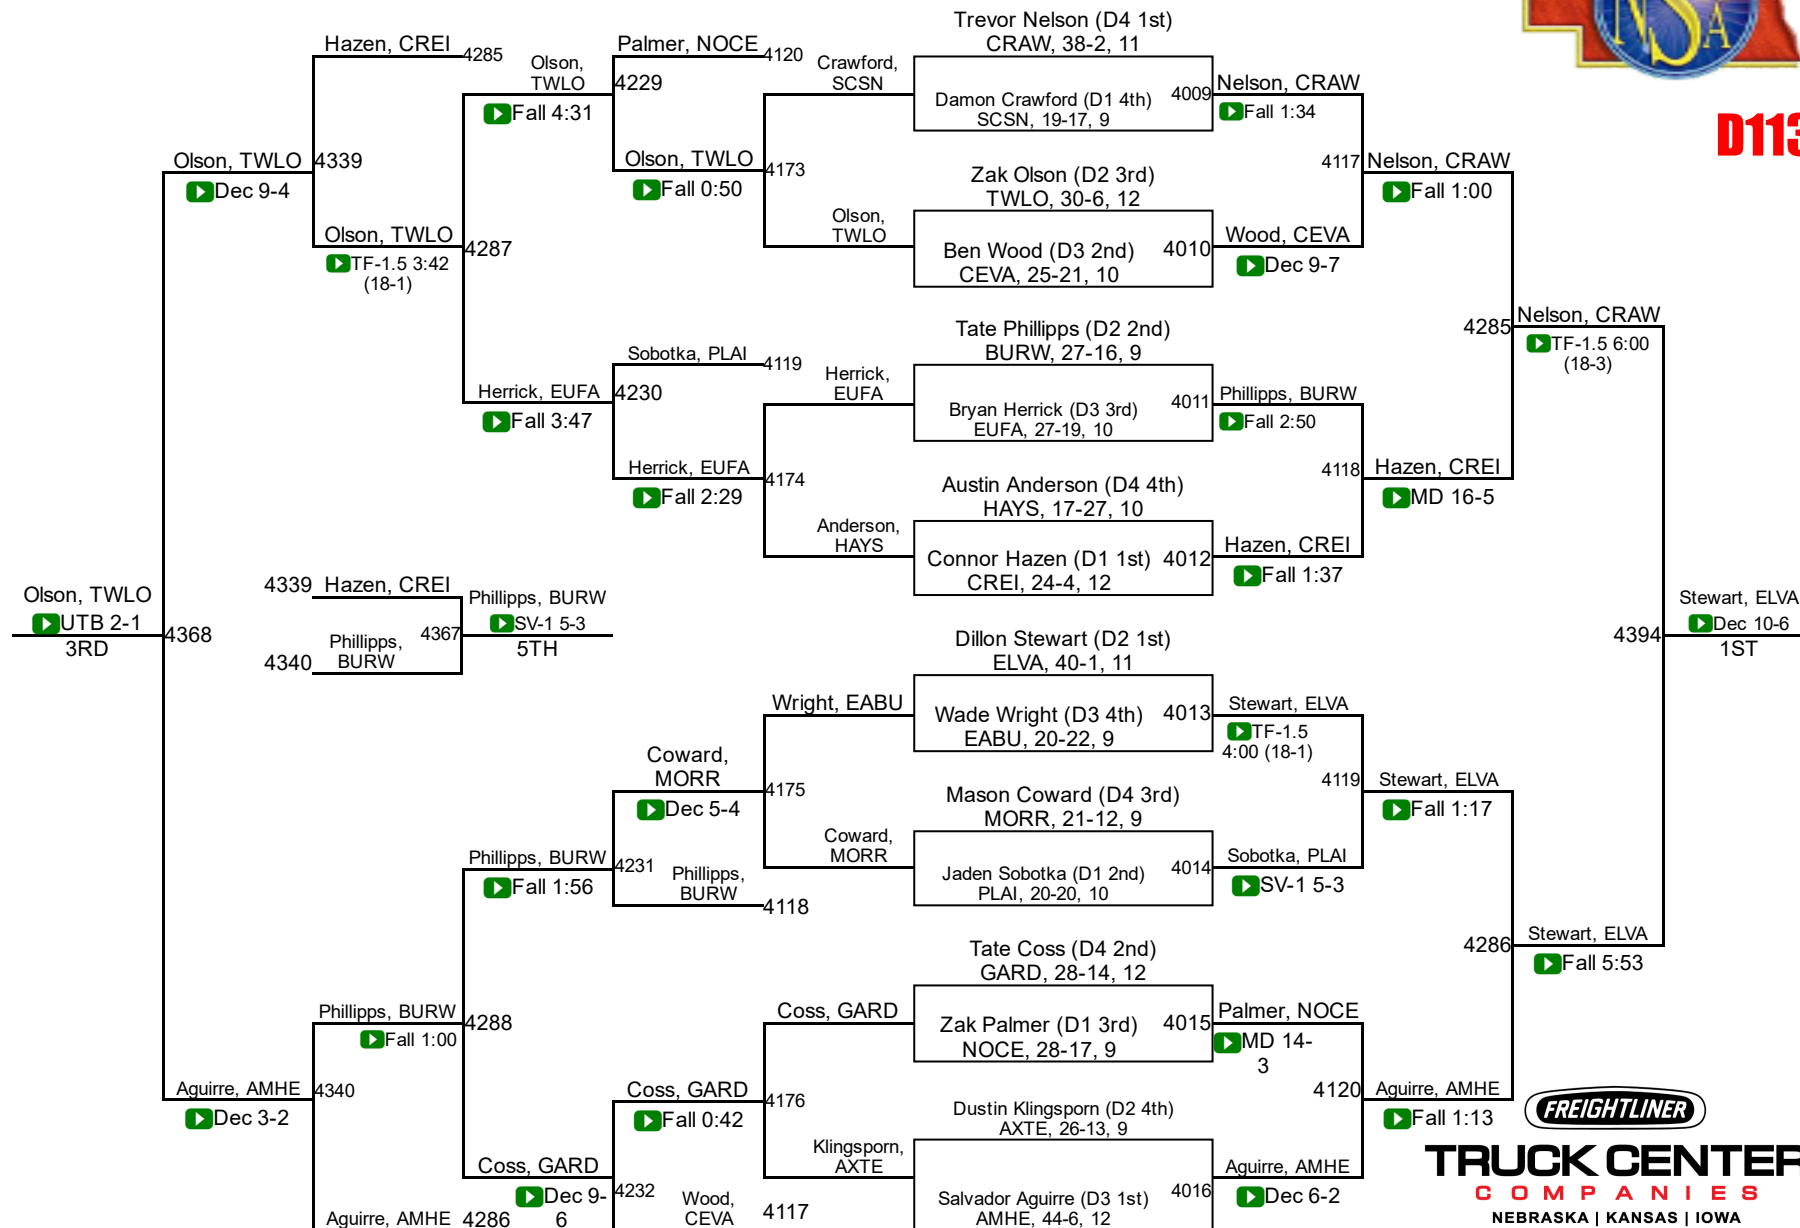 NSA
D113
Trevor Nelson (D4 1st)
CRAW, 38-2, 11
Hazen, CREI
4285
Olson,
TWLO
Fall 4:31
Palmer, NOCE
4120
4229
Crawford,
SCSN
Damon Crawford (D1 4th)
SCSN, 19-17, 9
4009
Nelson, CRAW
Fall 1:34
Olson, TWLO
4339
Dec 9-4
Olson, TWLO
Fall 0:50
4173
Zak Olson (D2 3rd)
TWLO, 30-6, 12
4117
Nelson, CRAW
Fall 1:00
Olson, TWLO
TF-1.5 3:42
(18-1)
4287
Olson,
TWLO
Ben Wood (D3 2nd)
CEVA, 25-21, 10
4010
Wood, CEVA
Dec 9-7
Tate Phillipps (D2 2nd)
BURW, 27-16, 9
4285
Nelson, CRAW
TF-1.5 6:00
(18-3)
Sobotka, PLAI
4119
Herrick, EUFA
Fall 3:47
4230
Herrick,
EUFA
Bryan Herrick (D3 3rd)
EUFA, 27-19, 10
4011
Phillipps, BURW
Fall 2:50
Herrick, EUFA
Fall 2:29
4174
Austin Anderson (D4 4th)
HAYS, 17-27, 10
4118
Hazen, CREI
MD 16-5
Anderson,
HAYS
Connor Hazen (D1 1st)
CREI, 24-4, 12
4012
Hazen, CREI
Fall 1:37
Olson, TWLO
UTB 2-1
3RD
4368
4339
Hazen, CREI
4340
Phillipps,
BURW
4367
Phillipps, BURW
SV-1 5-3
5TH
Dillon Stewart (D2 1st)
ELVA, 40-1, 11
4394
Stewart, ELVA
Dec 10-6
1ST
Wright, EABU
Wade Wright (D3 4th)
EABU, 20-22, 9
4013
Stewart, ELVA
TF-1.5
4:00 (18-1)
Coward,
MORR
Dec 5-4
4175
Mason Coward (D4 3rd)
MORR, 21-12, 9
4119
Stewart, ELVA
Fall 1:17
Phillipps, BURW
Fall 1:56
4231
Phillipps,
BURW
4118
Coward,
MORR
Jaden Sobotka (D1 2nd)
PLAI, 20-20, 10
4014
Sobotka, PLAI
SV-1 5-3
Tate Coss (D4 2nd)
GARD, 28-14, 12
4286
Stewart, ELVA
Fall 5:53
Phillipps, BURW
Fall 1:00
4288
Coss, GARD
Zak Palmer (D1 3rd)
NOCE, 28-17, 9
4015
Palmer, NOCE
MD 14-
3
Aguirre, AMHE
Dec 3-2
4340
Coss, GARD
Fall 0:42
4176
Dustin Klingsporn (D2 4th)
AXTE, 26-13, 9
4120
Aguirre, AMHE
Fall 1:13
Coss, GARD
Dec 9-
6
4232
Klingsporn,
AXTE
Salvador Aguirre (D3 1st)
AMHE, 44-6, 12
4016
Aguirre, AMHE
Dec 6-2
Aguirre, AMHE
4286
Wood,
CEVA
4117
FREIGHTLINER
TRUCK CENTER
COMPANIES
NEBRASKA | KANSAS | IOWA